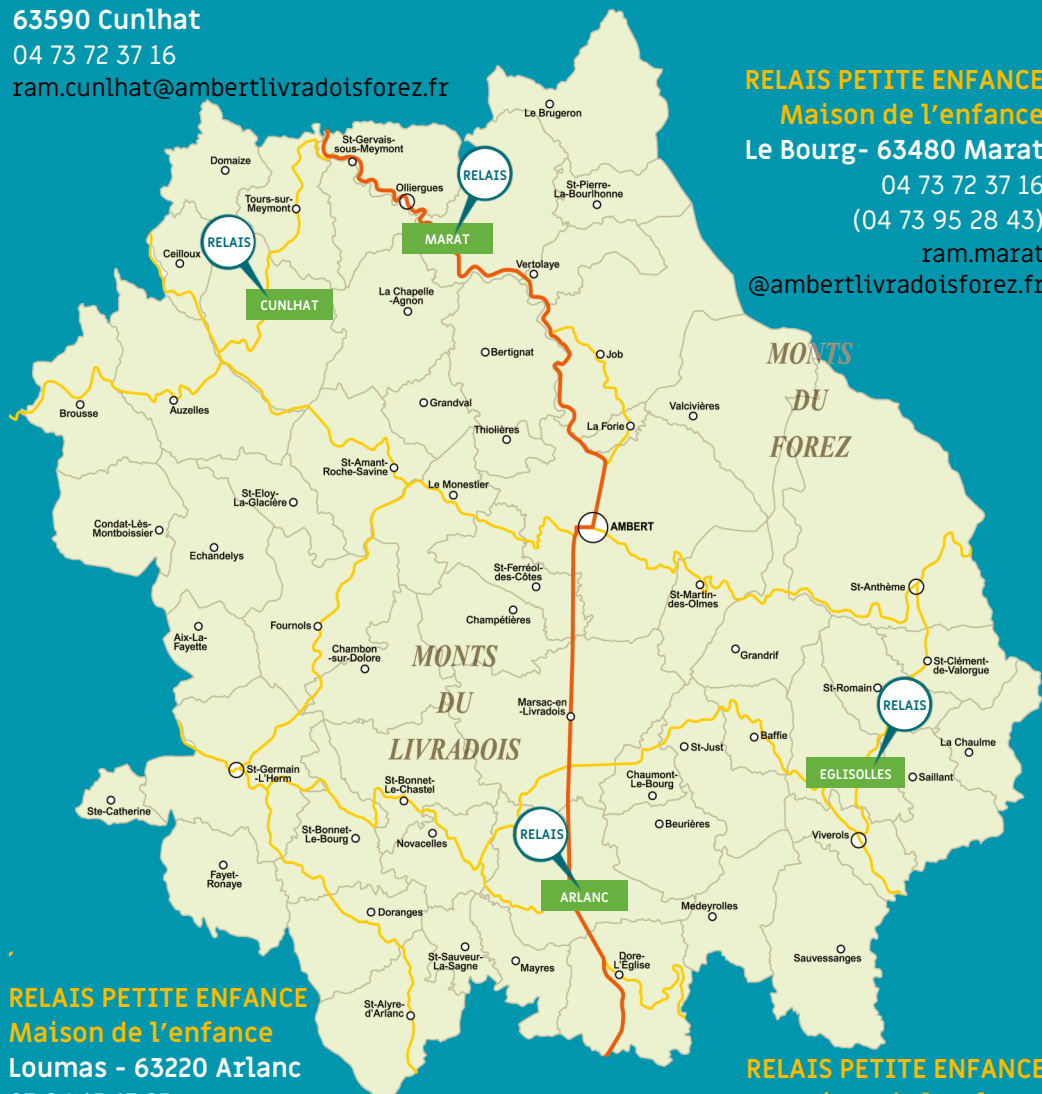 63590 Cunlhat
04 73 72 37 16
ram.cunlhat@ambertlivradoisforez.fr
RELAIS PETITE ENFANCE
Maison de l'enfance
Le Bourg- 63480 Marat
04 73 72 37 16
(04 73 95 28 43)
ram.marat
@ambertlivradoisforez.fr
Le Brugeron
St-Gervais-
sous-Meymont
Domaize
RELAIS
Olliergues
St-Pierre-
La-Bourlhonne
Tours-sur-
Meymont
MARAT
RELAIS
Ceilloux
Vertolaye
La Chapelle
-Agnon
CUNLHAT
Bertignat
Job
MONTS
DU
FOREZ
Brousse
Auzelles
Grandval
Valcivières
Thiolières
La Forie
St-Amant-
Roche-Savine
Le Monestier
St-Eloy-
La-Glacière
Condat-Lès-
Montboissier
AMBERT
Echandelys
St-Ferréol-
des-Côtes
St-Martin-
des-Olmes
St-Anthème
Champétières
Aix-La-
Fayette
Fournols
Chambon
-sur-Dolore
MONTS
DU
LIVRADOIS
Grandrif
St-Clément-
de-Valorgue
St-Romain
RELAIS
Marsac-en
-Livradois
St-Just
Baffie
La Chaulme
EGLISOLLES
Saillant
St-Germain
-L'Herm
St-Bonnet-
Le-Chastel
Chaumont-
Le-Bourg
Ste-Catherine
St-Bonnet-
Le-Bourg
Novacelles
RELAIS
Beurières
Viverols
Fayet-
Ronaye
ARLANC
Doranges
Medeyrolles
St-Sauveur-
La-Sagne
Mayres
Dore-
L'Église
Sauvessanges
St-Alyre-
d'Arlanc
RELAIS PETITE ENFANCE
Maison de l'enfance
Loumas - 63220 Arlanc
RELAIS PETITE ENFANCE